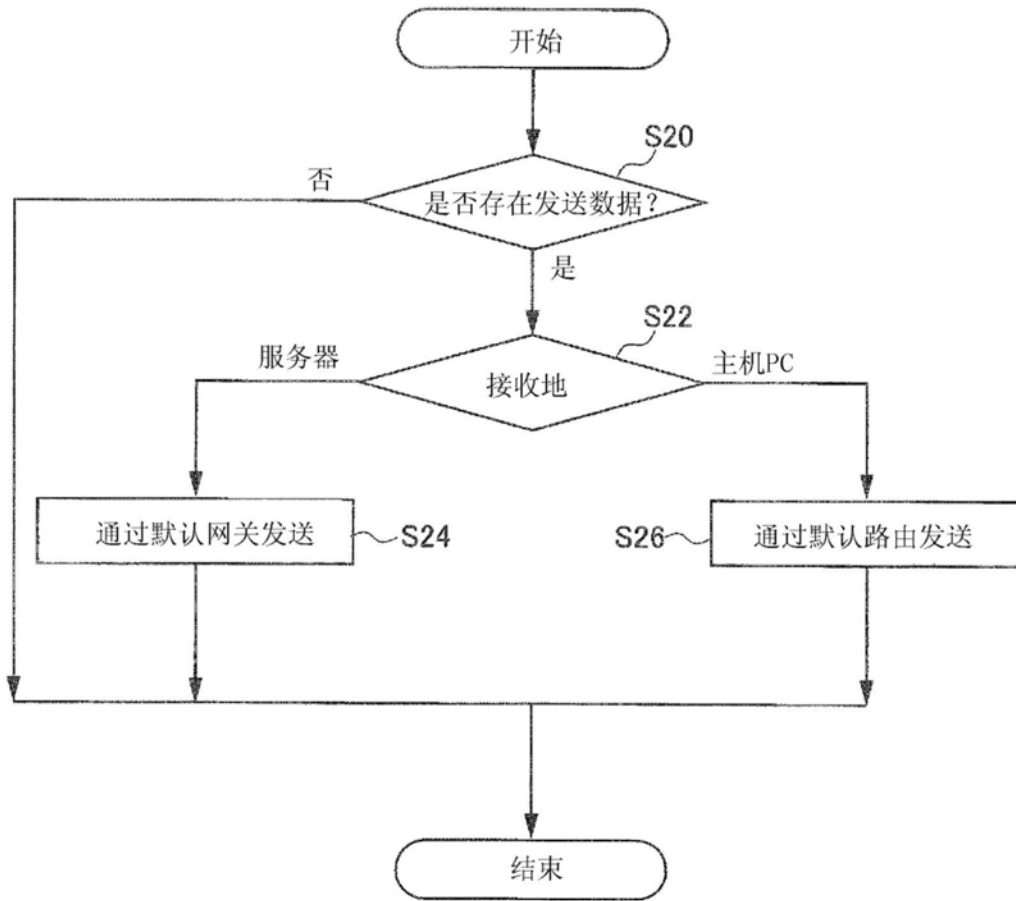 开始
S20
否
是否存在发送数据？
是
S22
服务器
主机PC
接收地
通过默认网关发送
S24
S26
通过默认路由发送
结束